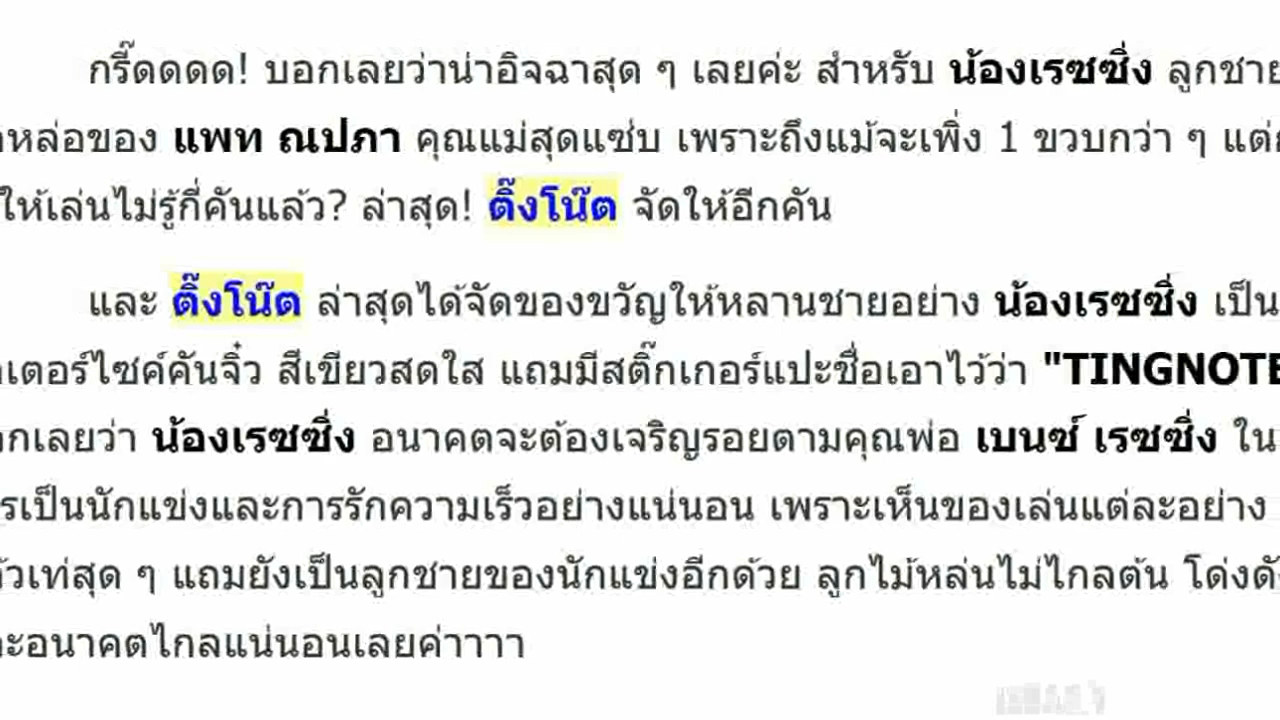 กรี๊ดดดด! บอกเลยว่าน่าอิจฉาสุด ๆ เลยค่ะ สำหรับ น้องเรซซิ่ง ลูกชาย
หล่อของ แพท ณปภา คุณแม่สุดแซ่บ เพราะถึงแม้จะเพิ่ง 1 ขวบกว่า ๆ แต่
ให้เล่นไม่รู้กี่คันแล้ว? ล่าสุด! ติ๊งโน๊ต จัดให้อีกคัน
และ ติ๊งโน๊ต ล่าสุดได้จัดของขวัญให้หลานชายอย่าง น้องเรซซิ่ง เป็น
เตอร์ไซค์คันจิ๋ว สีเขียวสดใส แถมมีสติ๊กเกอร์แปะชื่อเอาไว้ว่า "TINGNOTE
กเลยว่า น้องเรซซิ่ง อนาคตจะต้องเจริญรอยตามคุณพ่อ เบนซ์ เรซซิ่ง ใน
รเป็นนักแข่งและการรักความเร็วอย่างแน่นอน เพราะเห็นของเล่นแต่ละอย่าง
ัวเท่สุด ๆ แถมยังเป็นลูกชายของนักแข่งอีกด้วย ลูกไม้หล่นไม่ไกลต้น โด่งดั
ะอนาคตไกลแน่นอนเลยค่าาาา